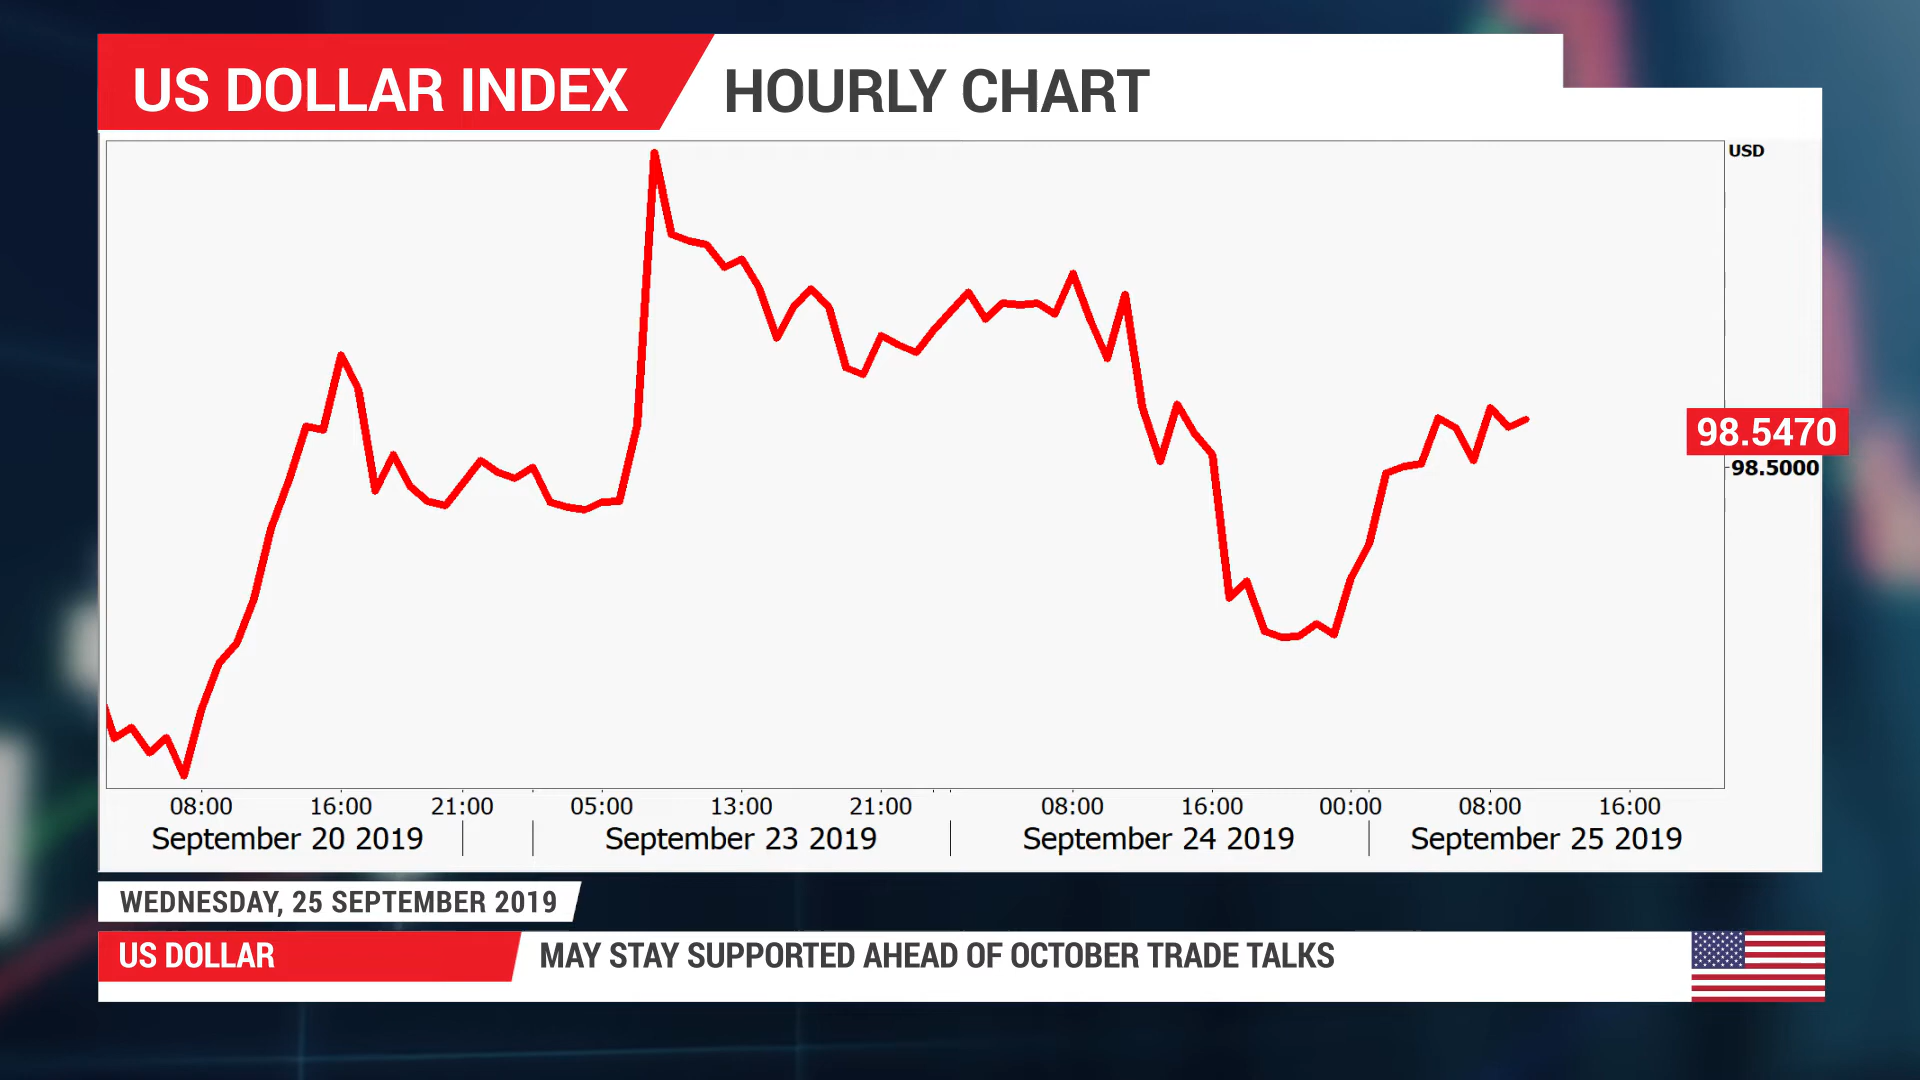 US DOLLAR INDEX
HOURLY CHART
USD
98.5470
98.5000
08:00 16:00 21:00 05:00 13:00 21:00 08:00 16:00 00:00 08:00 16:00
September 20 2019 September 23 2019 September 24 2019 September 25 2019
WEDNESDAY, 25 SEPTEMBER 2019
US DOLLAR
MAY STAY SUPPORTED AHEAD OF OCTOBER TRADE TALKS